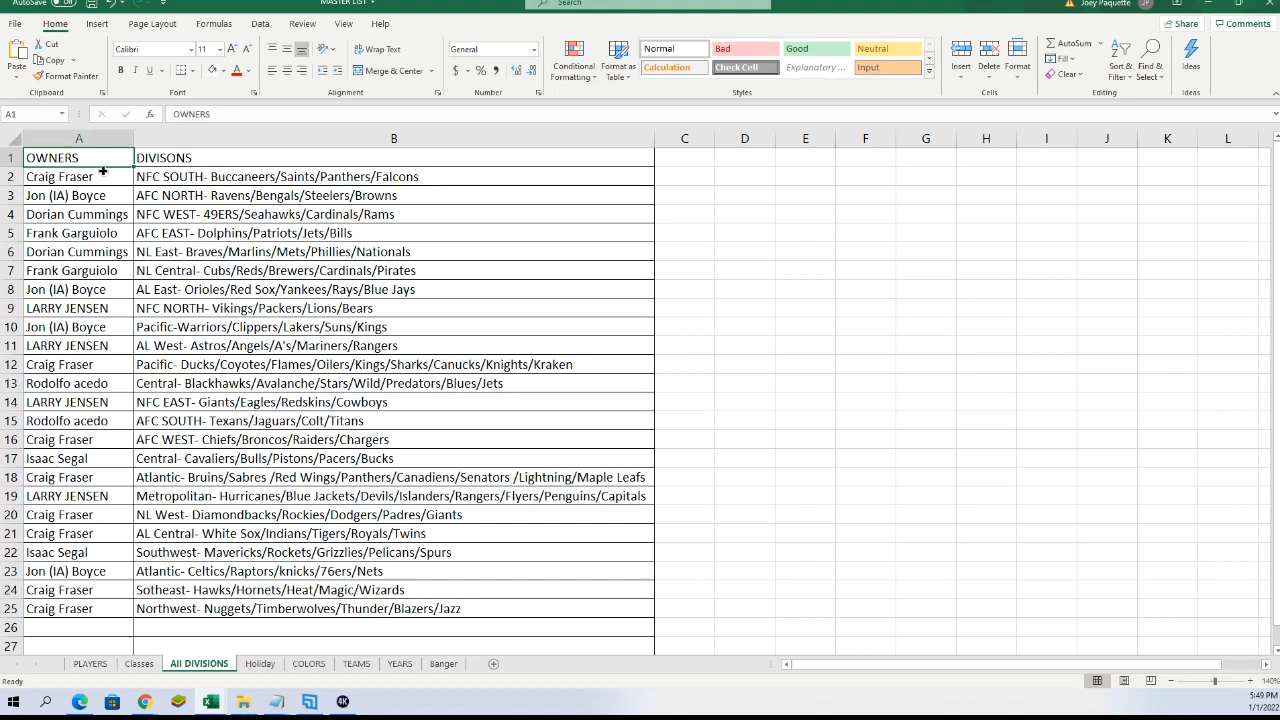 AutoSave Off
MASTER LIST
Search
Joey Paquette
File Home Insert Page Layout Formulas Data Review View Help
Share Comments
Paste
Cut
Copy
Format Painter
Clipboard
Calibri 11
B I U
Font
Wrap Text
Merge & Center
Alignment
General
$ % ,
Number
Conditional
Formatting
Format as
Table
Normal Bad Good Neutral
Calculation Check Cell Explanatory ... Input
Styles
Insert Delete Format
Cells
AutoSum
Fill
Clear
Sort &
Filter
Find &
Select
Editing
Ideas
Ideas
A1 fx OWNERS
A B C D E F G H I J K L
1 OWNERS DIVISONS
2 Craig Fraser NFC SOUTH- Buccaneers/Saints/Panthers/Falcons
3 Jon (IA) Boyce AFC NORTH- Ravens/Bengals/Steelers/Browns
4 Dorian Cummings NFC WEST- 49ERS/Seahawks/Cardinals/Rams
5 Frank Garguiolo AFC EAST- Dolphins/Patriots/Jets/Bills
6 Dorian Cummings NL East- Braves/Marlins/Mets/Phillies/Nationals
7 Frank Garguiolo NL Central- Cubs/Reds/Brewers/Cardinals/Pirates
8 Jon (IA) Boyce AL East- Orioles/Red Sox/Yankees/Rays/Blue Jays
9 LARRY JENSEN NFC NORTH- Vikings/Packers/Lions/Bears
10 Jon (IA) Boyce Pacific-Warriors/Clippers/Lakers/Suns/Kings
11 LARRY JENSEN AL West- Astros/Angels/A's/Mariners/Rangers
12 Craig Fraser Pacific- Ducks/Coyotes/Flames/Oilers/Kings/Sharks/Canucks/Knights/Kraken
13 Rodolfo acedo Central- Blackhawks/Avalanche/Stars/Wild/Predators/Blues/Jets
14 LARRY JENSEN NFC EAST- Giants/Eagles/Redskins/Cowboys
15 Rodolfo acedo AFC SOUTH- Texans/Jaguars/Colt/Titans
16 Craig Fraser AFC WEST- Chiefs/Broncos/Raiders/Chargers
17 Isaac Segal Central- Cavaliers/Bulls/Pistons/Pacers/Bucks
18 Craig Fraser Atlantic- Bruins/Sabres /Red Wings/Panthers/Canadiens/Senators /Lightning/Maple Leafs
19 LARRY JENSEN Metropolitan- Hurricanes/Blue Jackets/Devils/Islanders/Rangers/Flyers/Penguins/Capitals
20 Craig Fraser NL West- Diamondbacks/Rockies/Dodgers/Padres/Giants
21 Craig Fraser AL Central- White Sox/Indians/Tigers/Royals/Twins
22 Isaac Segal Southwest- Mavericks/Rockets/Grizzlies/Pelicans/Spurs
23 Jon (IA) Boyce Atlantic- Celtics/Raptors/knicks/76ers/Nets
24 Craig Fraser Sotheast- Hawks/Hornets/Heat/Magic/Wizards
25 Craig Fraser Northwest- Nuggets/Timberwolves/Thunder/Blazers/Jazz
26
27
PLAYERS Classes All DIVISIONS Holiday COLORS TEAMS YEARS Banger
Ready 140%
5:49 PM
1/1/2022